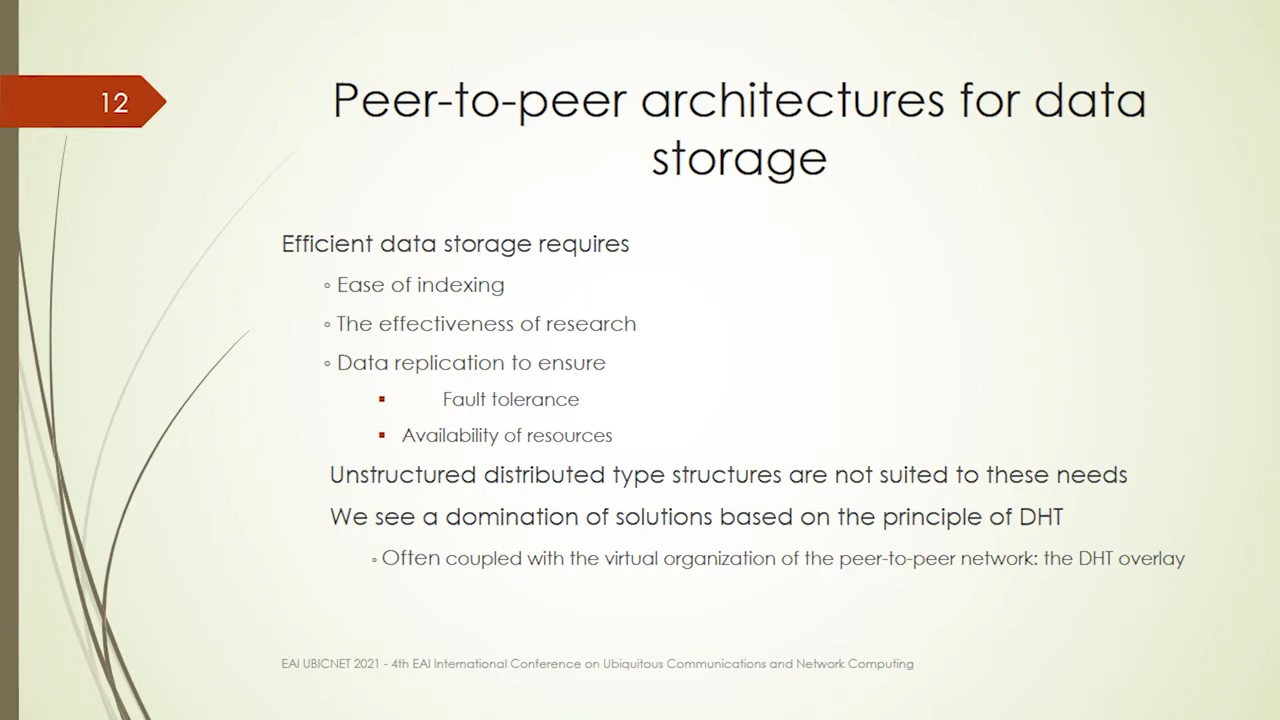 12
Peer-to-peer architectures for data
storage
Efficient data storage requires
◦ Ease of indexing
◦ The effectiveness of research
◦ Data replication to ensure
▪ Fault tolerance
▪ Availability of resources
Unstructured distributed type structures are not suited to these needs
We see a domination of solutions based on the principle of DHT
◦ Often coupled with the virtual organization of the peer-to-peer network: the DHT overlay
EAI UBICNET 2021 - 4th EAI International Conference on Ubiquitous Communications and Network Computing